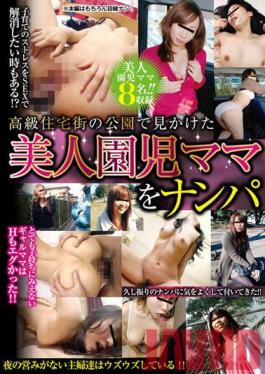 ※本編はもちろん目線ナシ
子育てのストレスをSEXで
解消したい時もある!?
美人
園児ママ
8名!!
収録
高級住宅街の公園で見かけた
美人園児ママ
をナンパ
とても子持ちにみえない
ギャルママは
Hもエグかった!!
久し振りのナンパに気をよくして付いてきた!!
夜の営みがない主婦達はウズウズしている!!